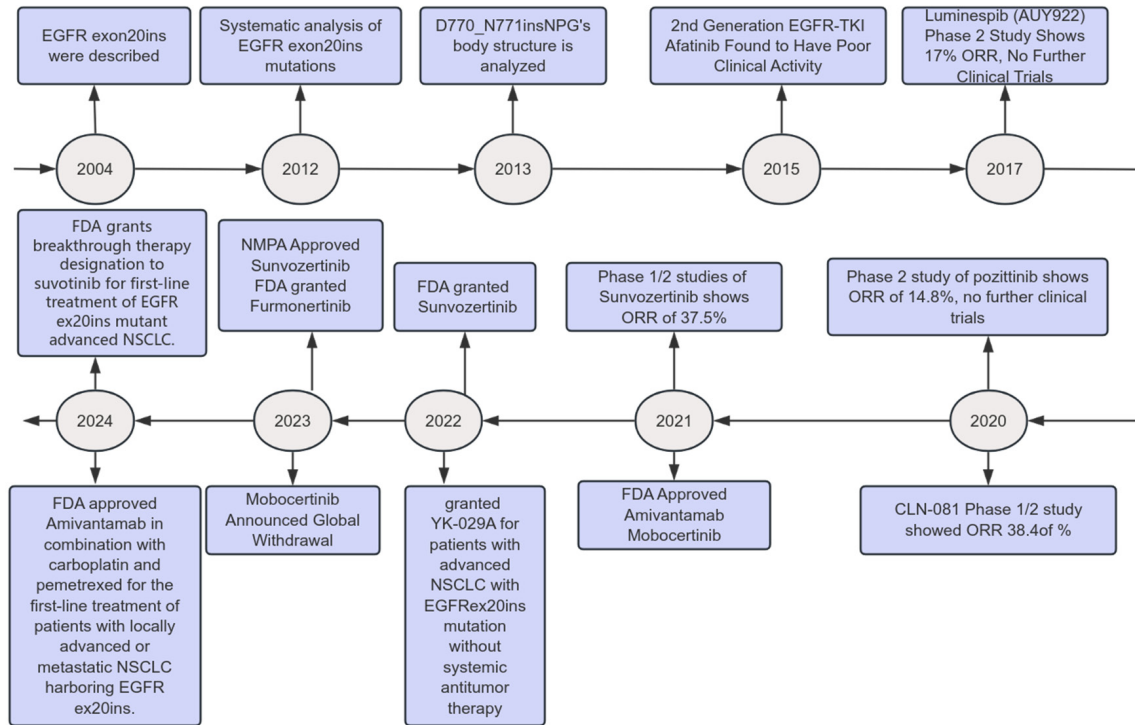 EGFR exon20ins
were described
Systematic analysis of
EGFR exon20ins
mutations
D770_N771insNPG's
body structure is
analyzed
2nd Generation EGFR-TKI
Afatinib Found to Have Poor
Clinical Activity
Luminespib (AUY922)
Phase 2 Study Shows
17% ORR, No Further
Clinical Trials
2004
2012
2013
2015
2017
FDA grants
breakthrough therapy
designation to
suvotinib for first-line
treatment of EGFR
ex20ins mutant
advanced NSCLC.
NMPA Approved
Sunvozertinib
FDA granted
Furmonertinib
FDA granted
Sunvozertinib
Phase 1/2 studies of
Sunvozertinib shows
ORR of 37.5%
Phase 2 study of pozittinib shows
ORR of 14.8%, no further clinical
trials
2024
2023
2022
2021
2020
FDA approved
Amivantamab in
combination with
carboplatin and
pemetrexed for the
first-line treatment of
patients with locally
advanced or
metastatic NSCLC
harboring EGFR
ex20ins.
Mobocertinib
Announced Global
Withdrawal
granted
YK-029A for
patients with
advanced
NSCLC with
EGFRex20ins
mutation
without
systemic
antitumor
therapy
FDA Approved
Amivantamab
Mobocertinib
CLN-081 Phase 1/2 study
showed ORR 38.4of %